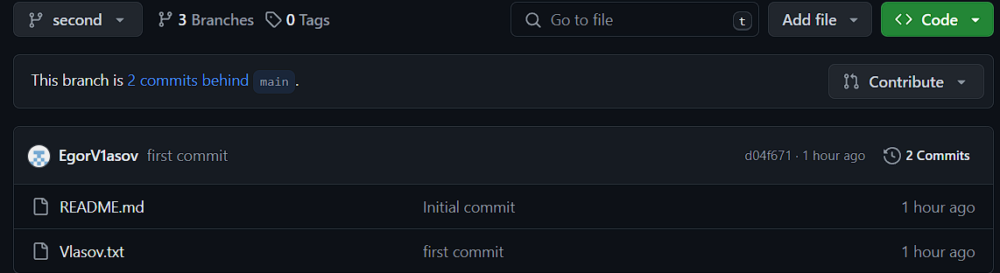 second 3 Branches 0 Tags Go to file t Add file Code
This branch is 2 commits behind main.
Contribute
EgorV1asov first commit d04f671 · 1 hour ago 2 Commits
README.md Initial commit 1 hour ago
Vlasov.txt first commit 1 hour ago